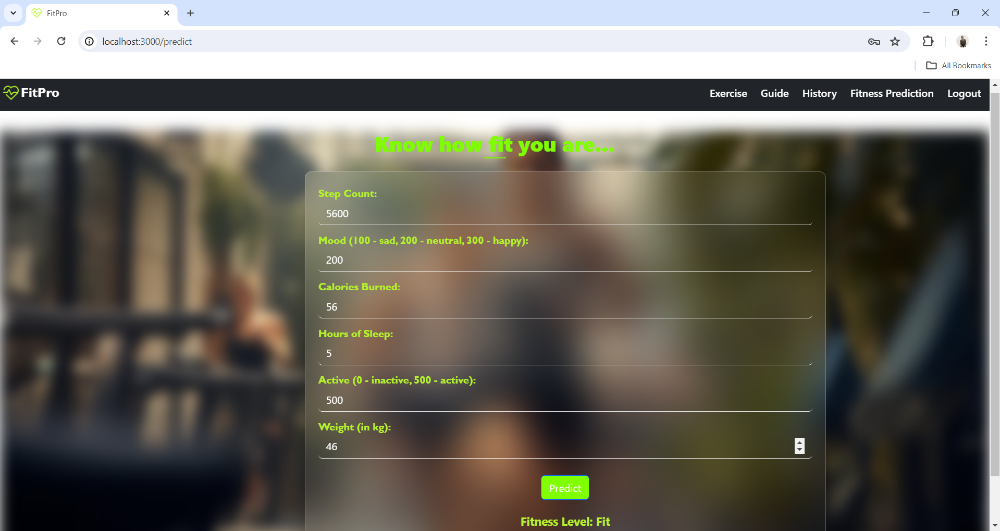 FitPro
localhost:3000/predict
All Bookmarks
FitPro
Exercise Guide History Fitness Prediction Logout
Know how fit you are...
Step Count:
5600
Mood (100 - sad, 200 - neutral, 300 - happy):
200
Calories Burned:
56
Hours of Sleep:
5
Active (0 - inactive, 500 - active):
500
Weight (in kg):
46
Predict
Fitness Level: Fit